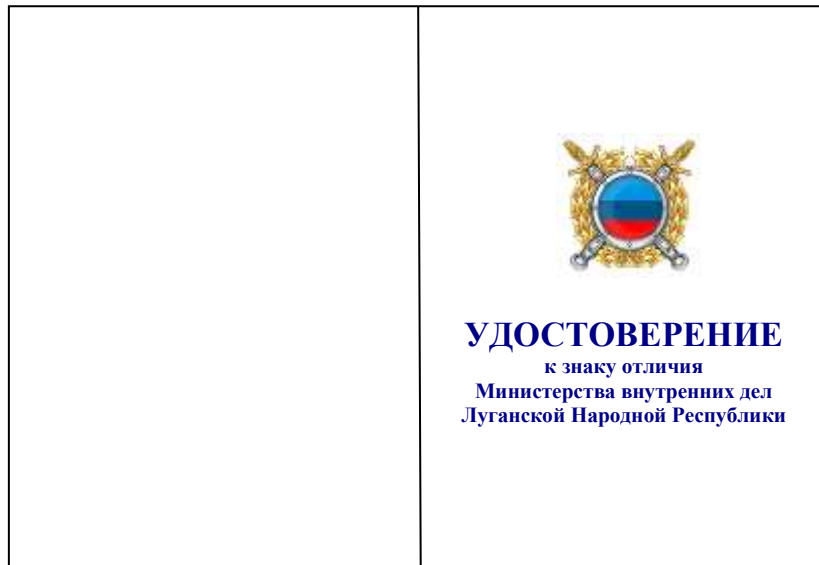 УДОСТОВЕРЕНИЕ
к знаку отличия
Министерства внутренних дел
Луганской Народной Республики